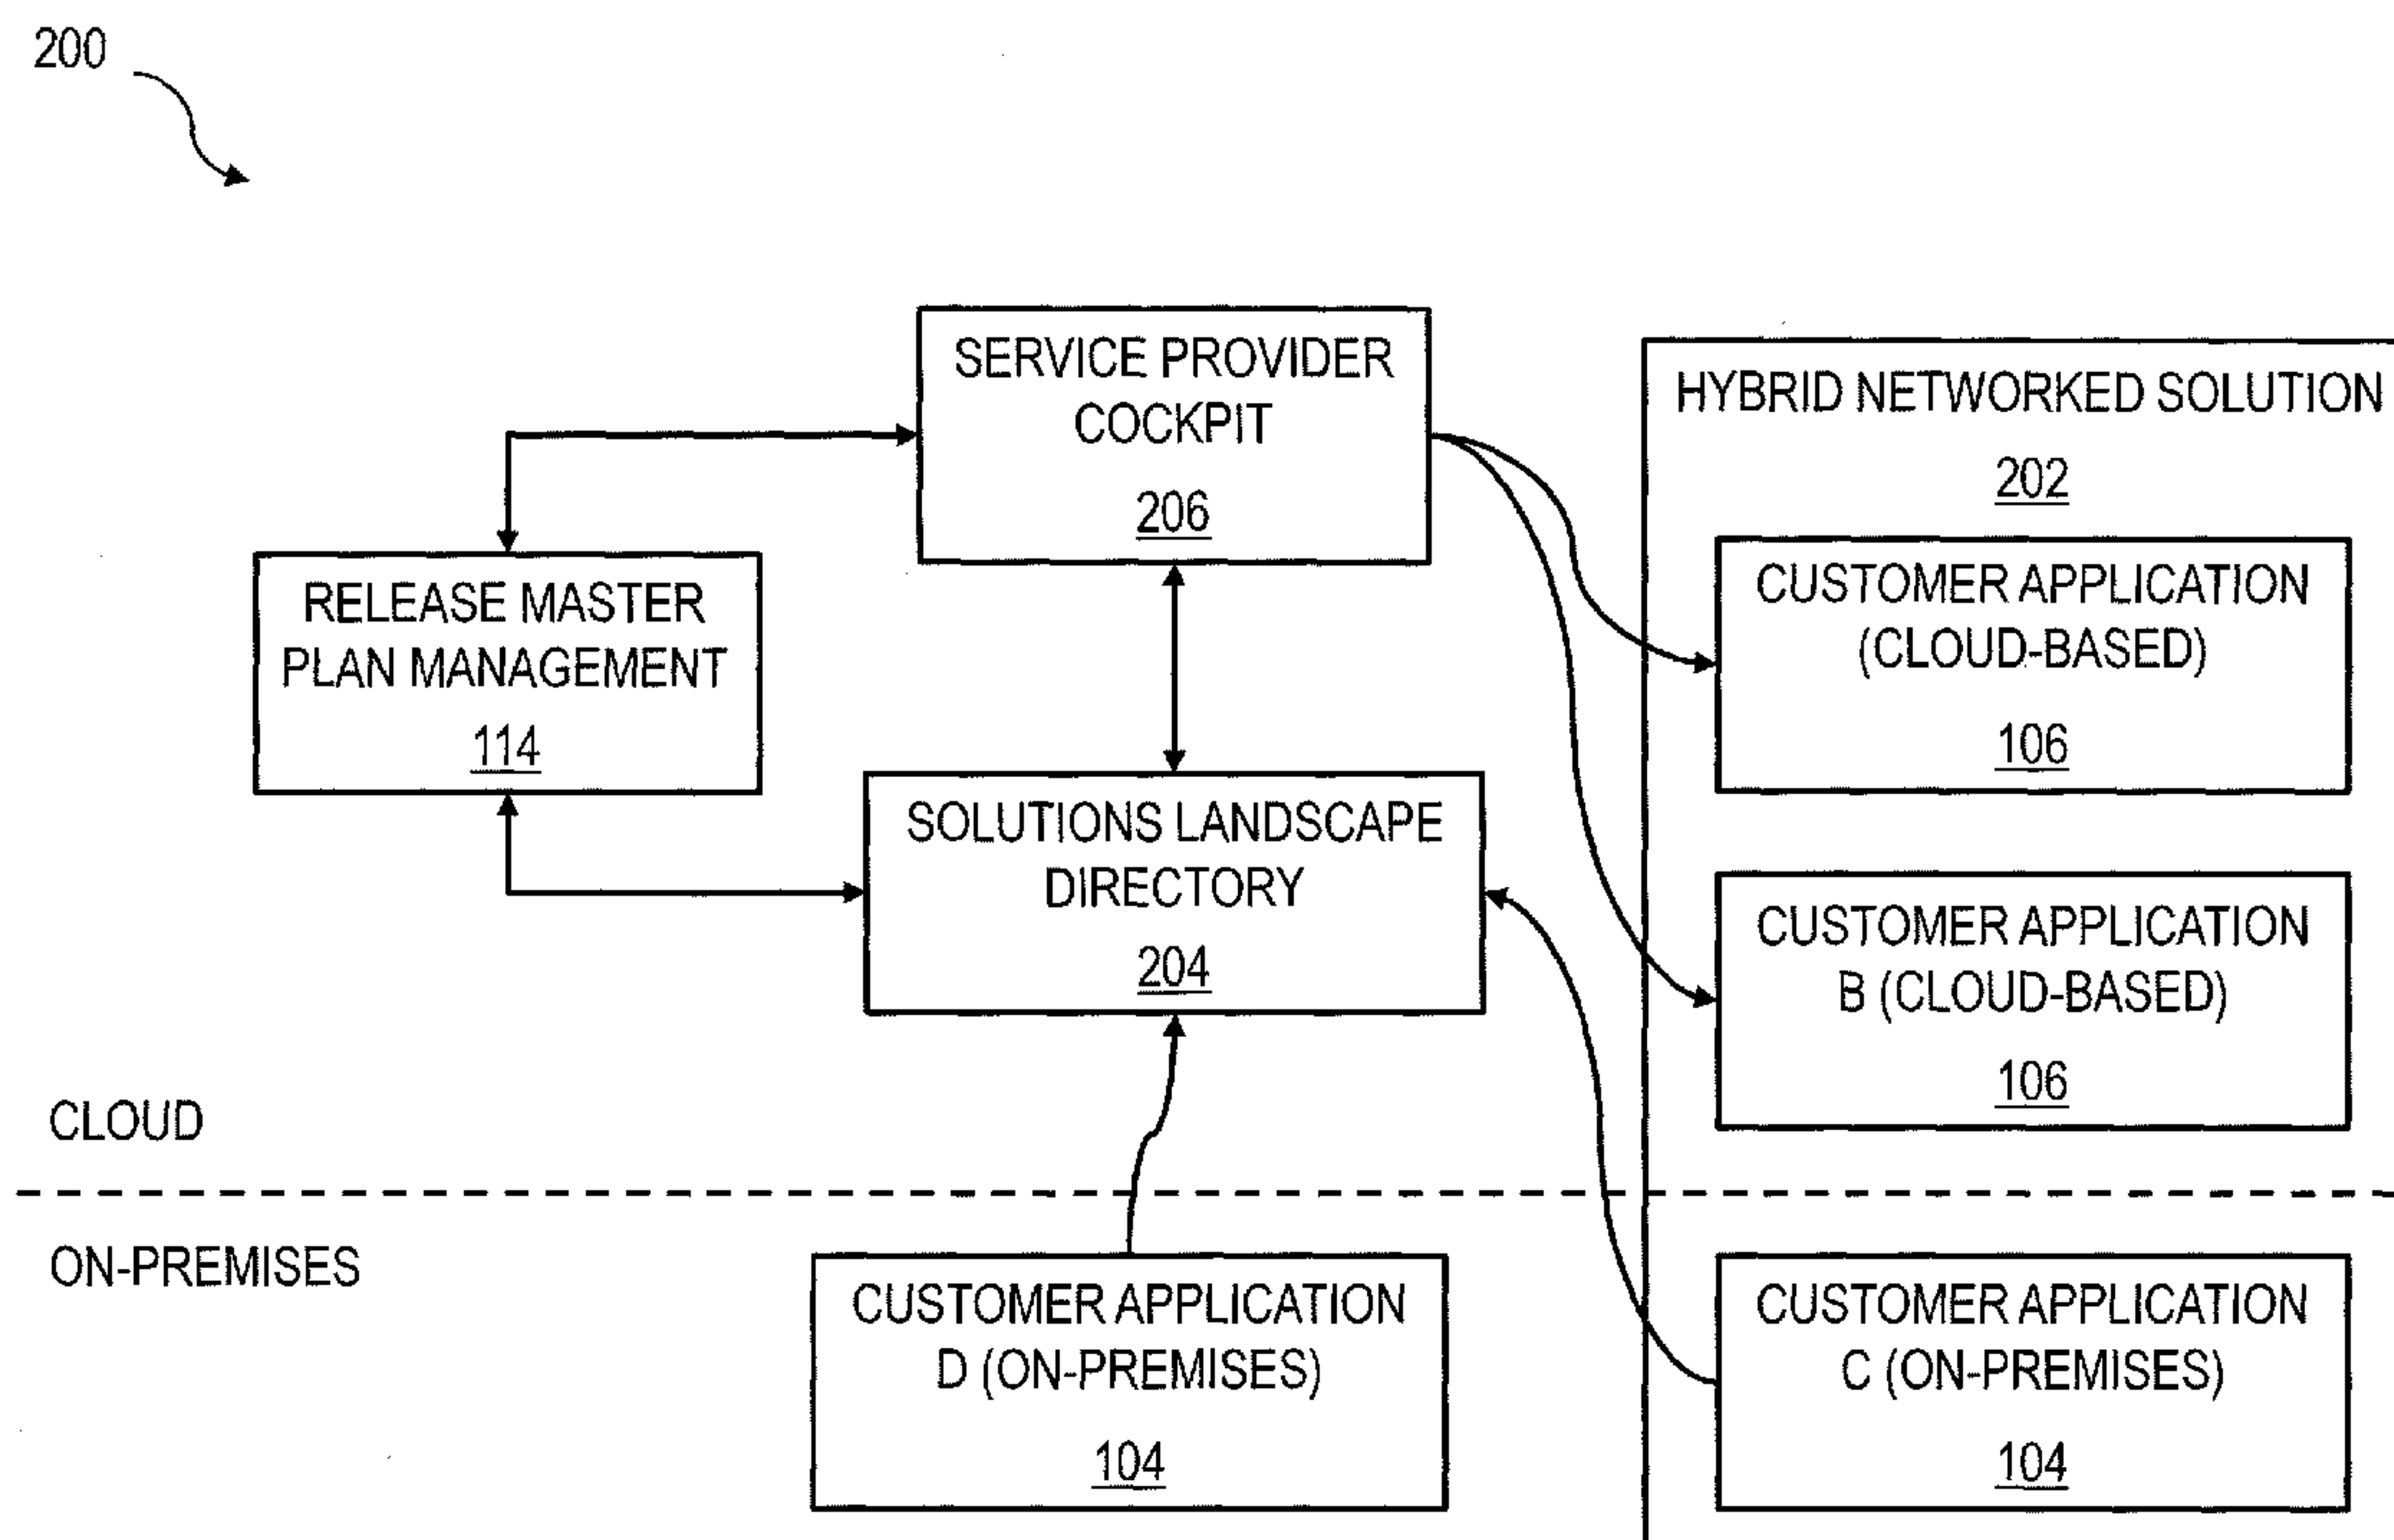 200
SERVICE PROVIDER
COCKPIT
206
HYBRID NETWORKED SOLUTION
202
RELEASE MASTER
PLAN MANAGEMENT
114
CUSTOMER APPLICATION
(CLOUD-BASED)
106
SOLUTIONS LANDSCAPE
DIRECTORY
204
CUSTOMER APPLICATION
B (CLOUD-BASED)
106
CLOUD
ON-PREMISES
CUSTOMER APPLICATION
D (ON-PREMISES)
104
CUSTOMER APPLICATION
C (ON-PREMISES)
104